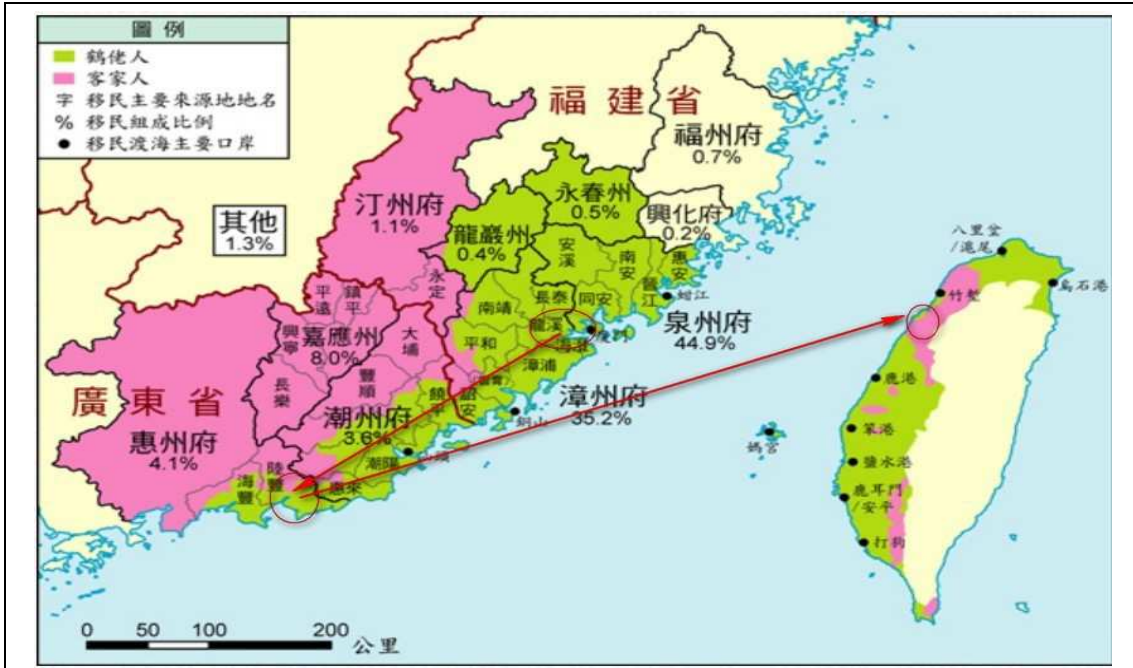 圖例
鶴佬人
客家人
字 移民主要來源地地名
% 移民組成比例
● 移民渡海主要口岸
福建省
福州府
0.7%
永春州
0.5%
興化府
0.2%
汀州府
1.1%
龍巖州
0.4%
其他
1.3%
安溪
南安
惠安
晉江
同安
長泰
蚶江
泉州府
44.9%
永定
南靖
龍溪
海澄
廈門
平和
漳浦
詔安
銅山
漳州府
35.2%
平遠
鎮平
興寧
嘉應州
8.0%
長樂
大埔
豐順
饒平
潮州府
3.6%
潮陽
惠來
廣東省
惠州府
4.1%
海豐
陸豐
八里坌
/滬尾
烏石港
竹塹
鹿港
笨港
鹽水港
鹿耳門
/安平
打狗
媽宮
0 50 100 200 公里